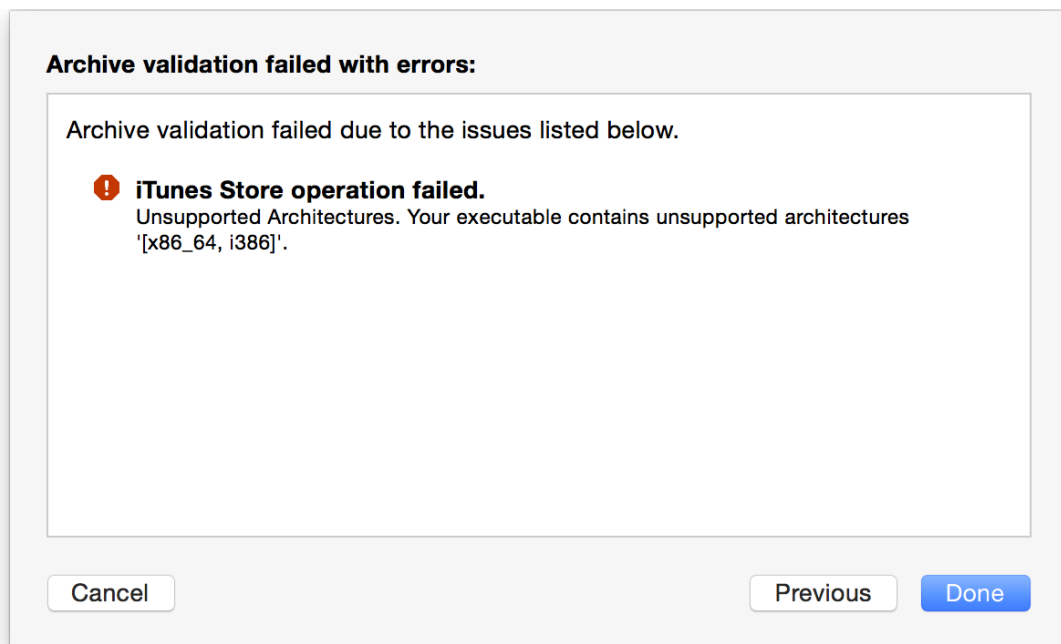 Archive validation failed with errors:
Archive validation failed due to the issues listed below.
iTunes Store operation failed.
Unsupported Architectures. Your executable contains unsupported architectures
'[x86_64, i386]'.
Cancel
Previous
Done